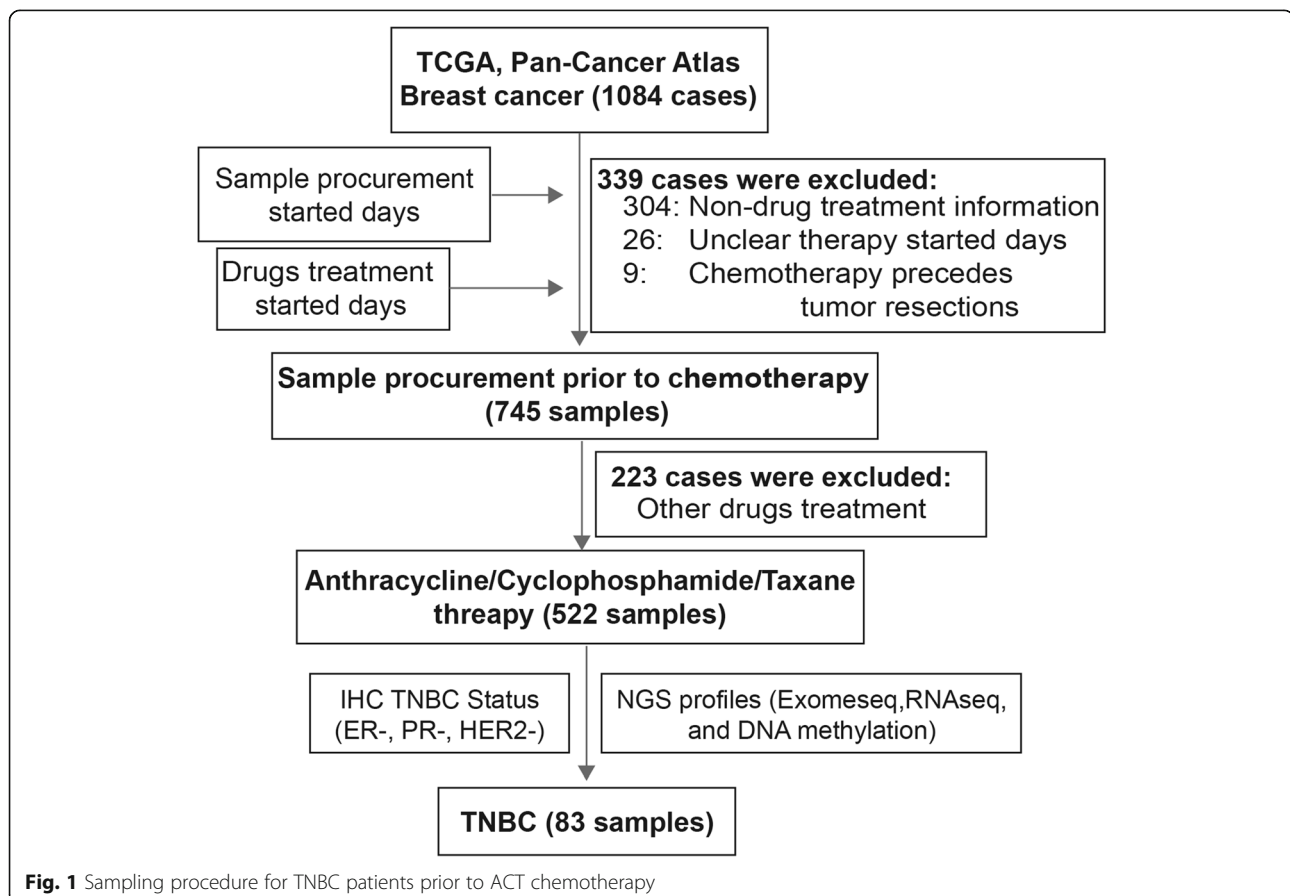 TCGA, Pan-Cancer Atlas
Breast cancer (1084 cases)
Sample procurement
started days
Drugs treatment
started days
339 cases were excluded:
304: Non-drug treatment information
26: Unclear therapy started days
9: Chemotherapy precedes
tumor resections
Sample procurement prior to chemotherapy
(745 samples)
223 cases were excluded:
Other drugs treatment
Anthracycline/Cyclophosphamide/Taxane
threapy (522 samples)
IHC TNBC Status
(ER-, PR-, HER2-)
NGS profiles (Exomeseq,RNAseq,
and DNA methylation)
TNBC (83 samples)
Fig. 1 Sampling procedure for TNBC patients prior to ACT chemotherapy